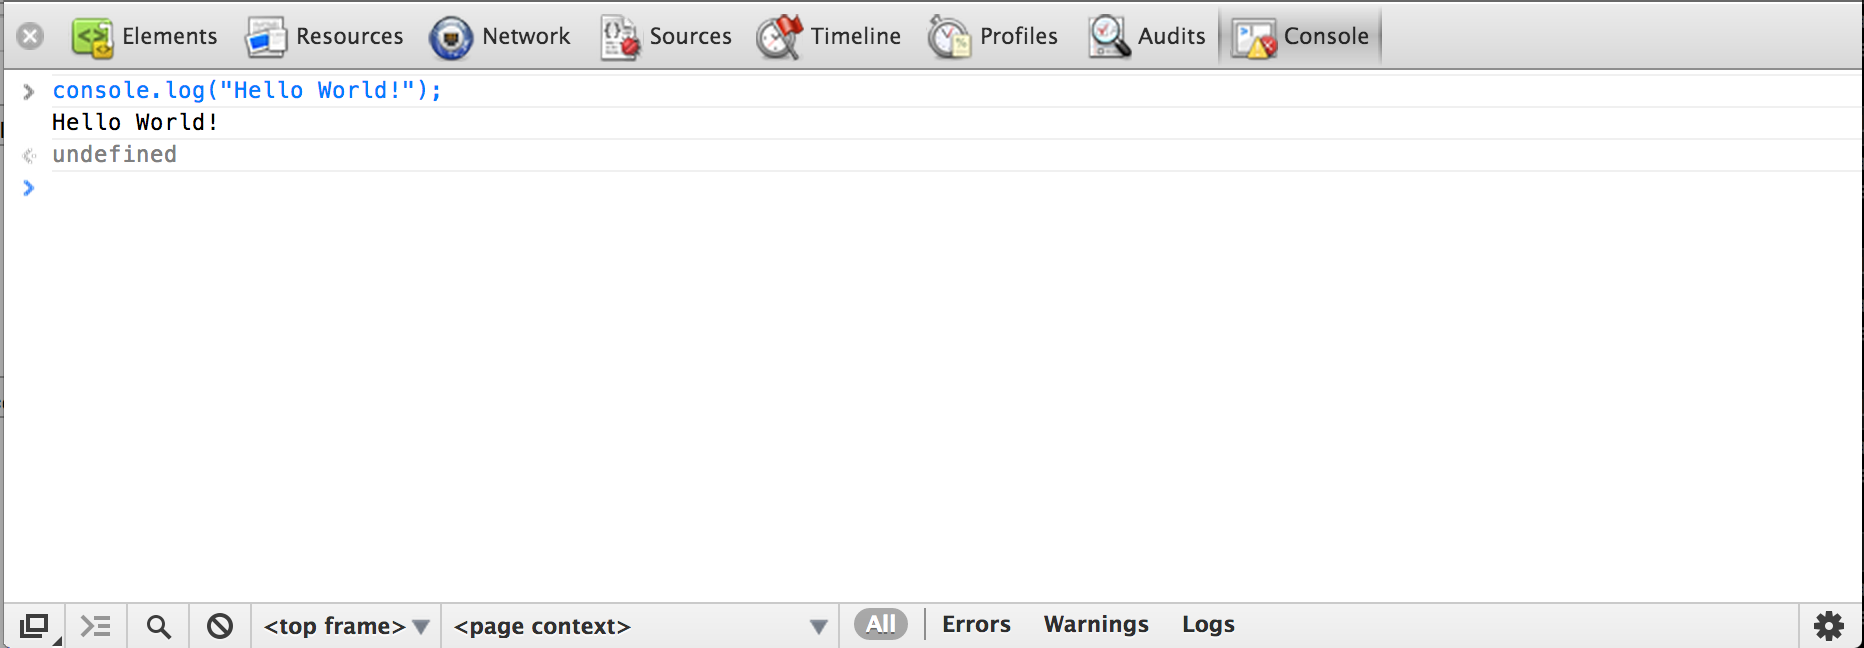 Elements Resources Network Sources Timeline Profiles Audits Console
console.log("Hello World!");
Hello World!
undefined
<top frame> <page context> All Errors Warnings Logs